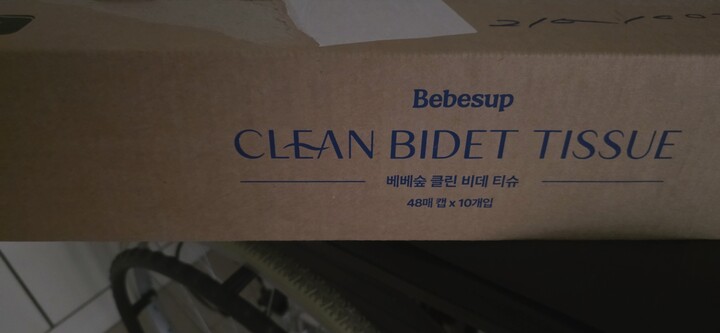 Bebesup
CLEAN BIDET TISSUE
베베숲 클린 비데 티슈
48매 캡 x 10개입